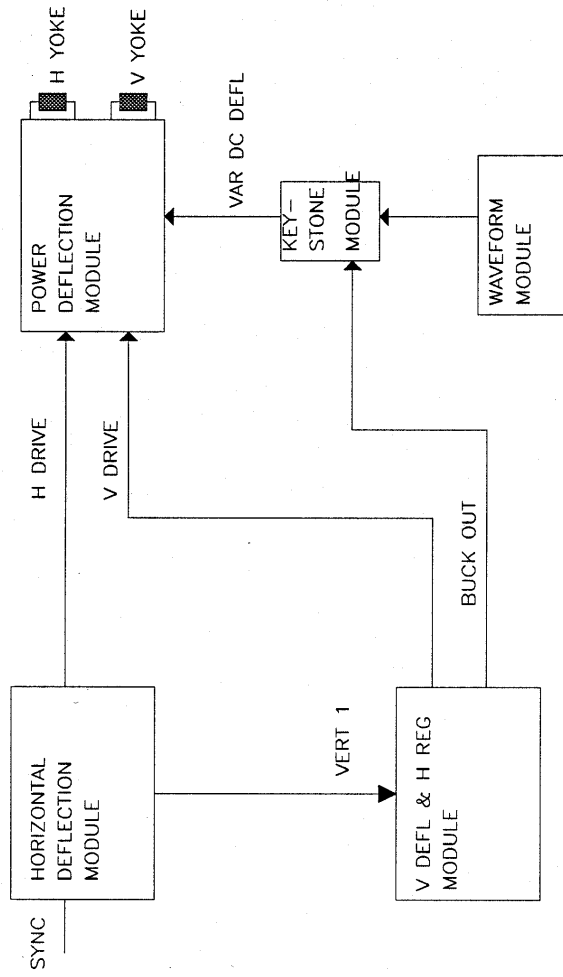 SYNC
HORIZONTAL
DEFLECTION
MODULE
H DRIVE
V DRIVE
POWER
DEFLECTION
MODULE
H YOKE
V YOKE
VERT 1
VAR DC DEFL
V DEFL & H REG
MODULE
BUCK OUT
KEY-
STONE
MODULE
WAVEFORM
MODULE